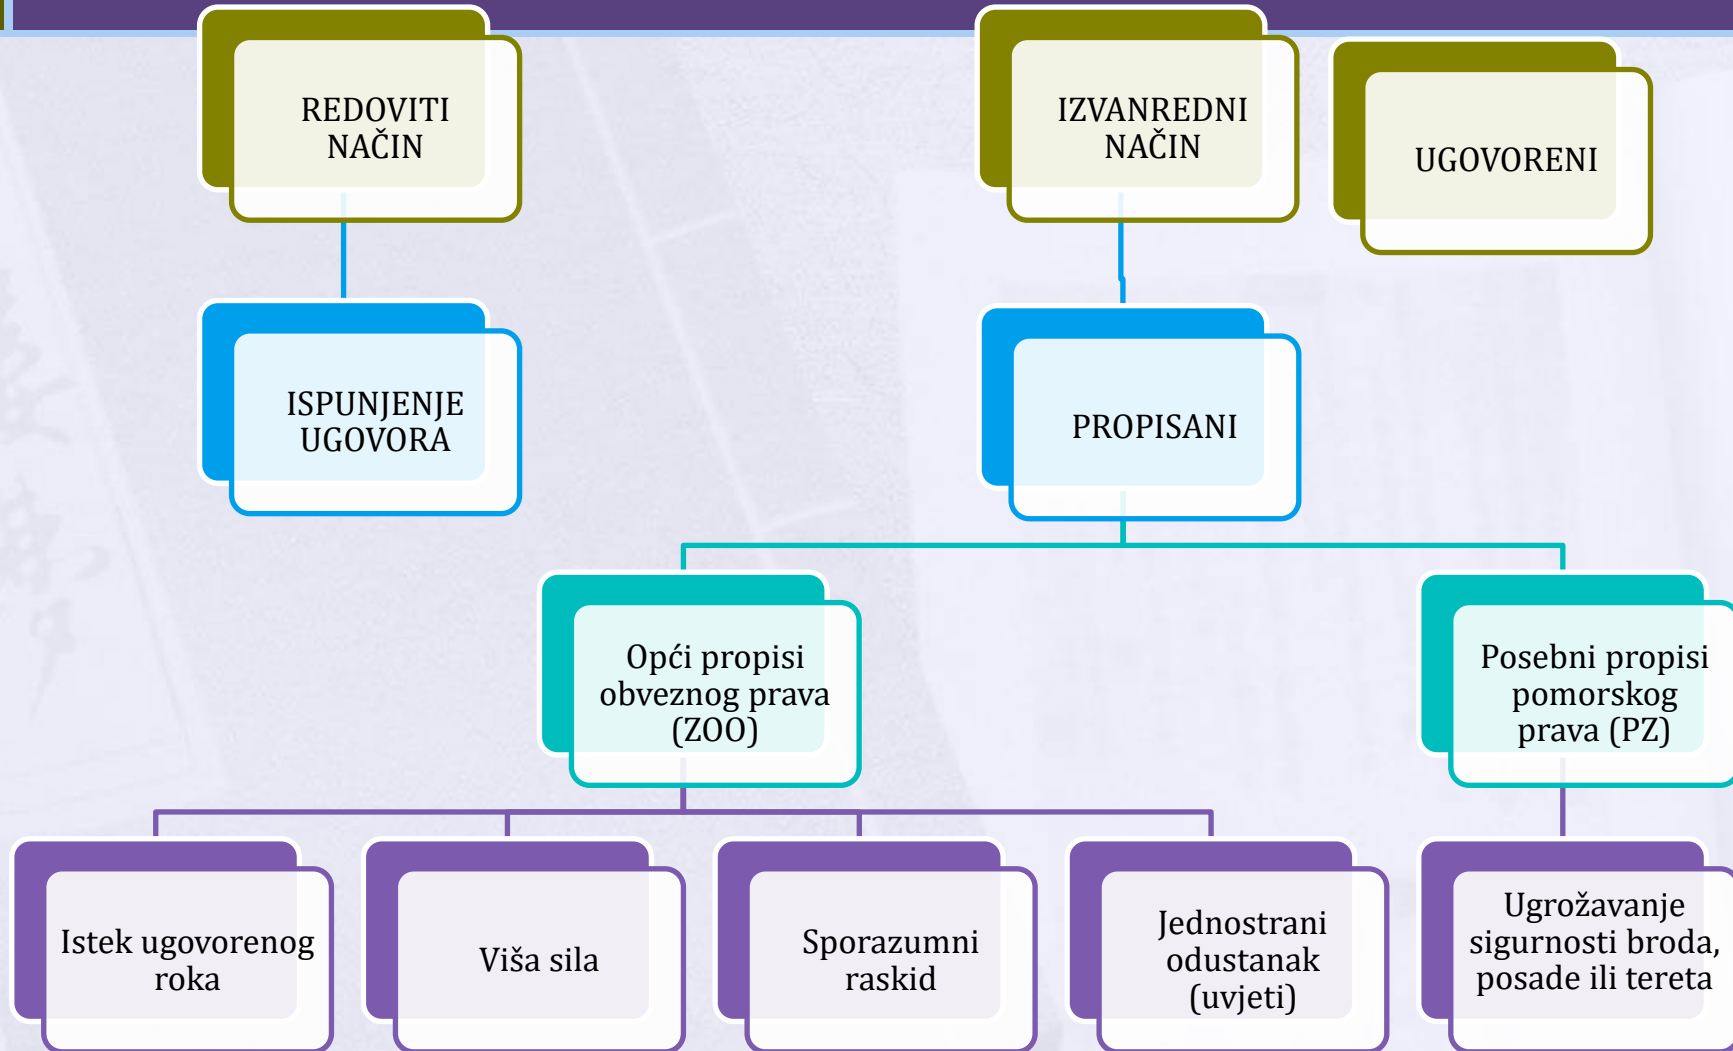 REDOVITI
NAČIN
IZVANREDNI
NAČIN
UGOVORENI
ISPUNJENJE
UGOVORA
PROPISANI
Opći propisi
obveznog prava
(ZOO)
Posebni propisi
pomorskog
prava (PZ)
Istek ugovorenog
roka
Viša sila
Sporazumni
raskid
Jednostrani
odustanak
(uvjeti)
Ugrožavanje
sigurnosti broda,
posade ili tereta